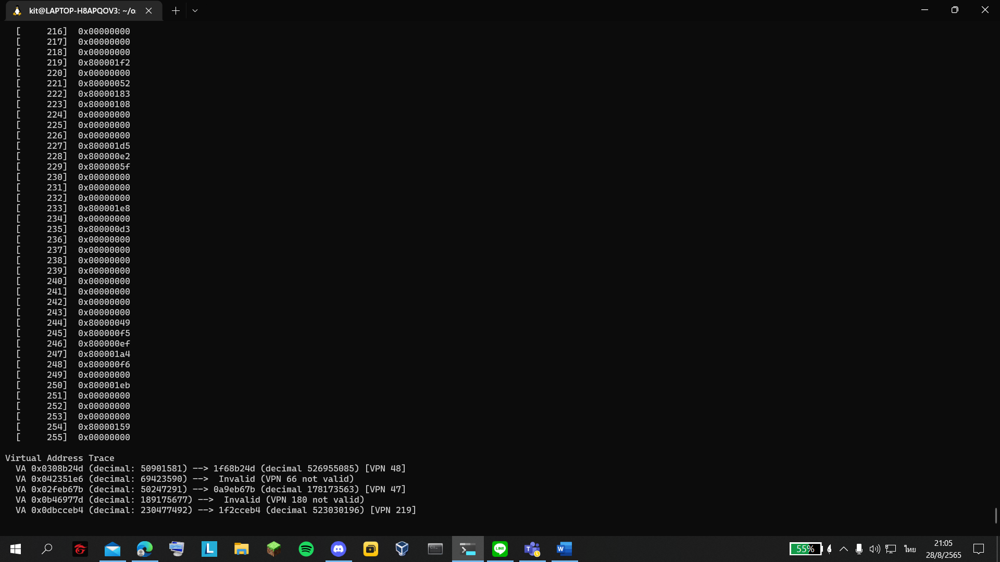 kit@LAPTOP-H8APQOV3: ~/o
[     216]  0x00000000
[     217]  0x00000000
[     218]  0x00000000
[     219]  0x800001f2
[     220]  0x00000000
[     221]  0x80000052
[     222]  0x80000183
[     223]  0x80000108
[     224]  0x00000000
[     225]  0x00000000
[     226]  0x00000000
[     227]  0x800001d5
[     228]  0x800000e2
[     229]  0x8000005f
[     230]  0x00000000
[     231]  0x00000000
[     232]  0x00000000
[     233]  0x800001e8
[     234]  0x00000000
[     235]  0x800000d3
[     236]  0x00000000
[     237]  0x00000000
[     238]  0x00000000
[     239]  0x00000000
[     240]  0x00000000
[     241]  0x00000000
[     242]  0x00000000
[     243]  0x00000000
[     244]  0x80000049
[     245]  0x800000f5
[     246]  0x800000ef
[     247]  0x800001a4
[     248]  0x800000f6
[     249]  0x00000000
[     250]  0x800001eb
[     251]  0x00000000
[     252]  0x00000000
[     253]  0x00000000
[     254]  0x80000159
[     255]  0x00000000
Virtual Address Trace
VA 0x0308b24d (decimal: 50901581) --> 1f68b24d (decimal 526955085) [VPN 48]
VA 0x042351e6 (decimal: 69423590) -->  Invalid (VPN 66 not valid)
VA 0x02feb67b (decimal: 50247291) --> 0a9eb67b (decimal 178173563) [VPN 47]
VA 0x0b46977d (decimal: 189175677) -->  Invalid (VPN 180 not valid)
VA 0x0dbcceb4 (decimal: 230477492) --> 1f2cceb4 (decimal 523030196) [VPN 219]
L
LINE
T
W
55%
ไทย
21:05
28/8/2565